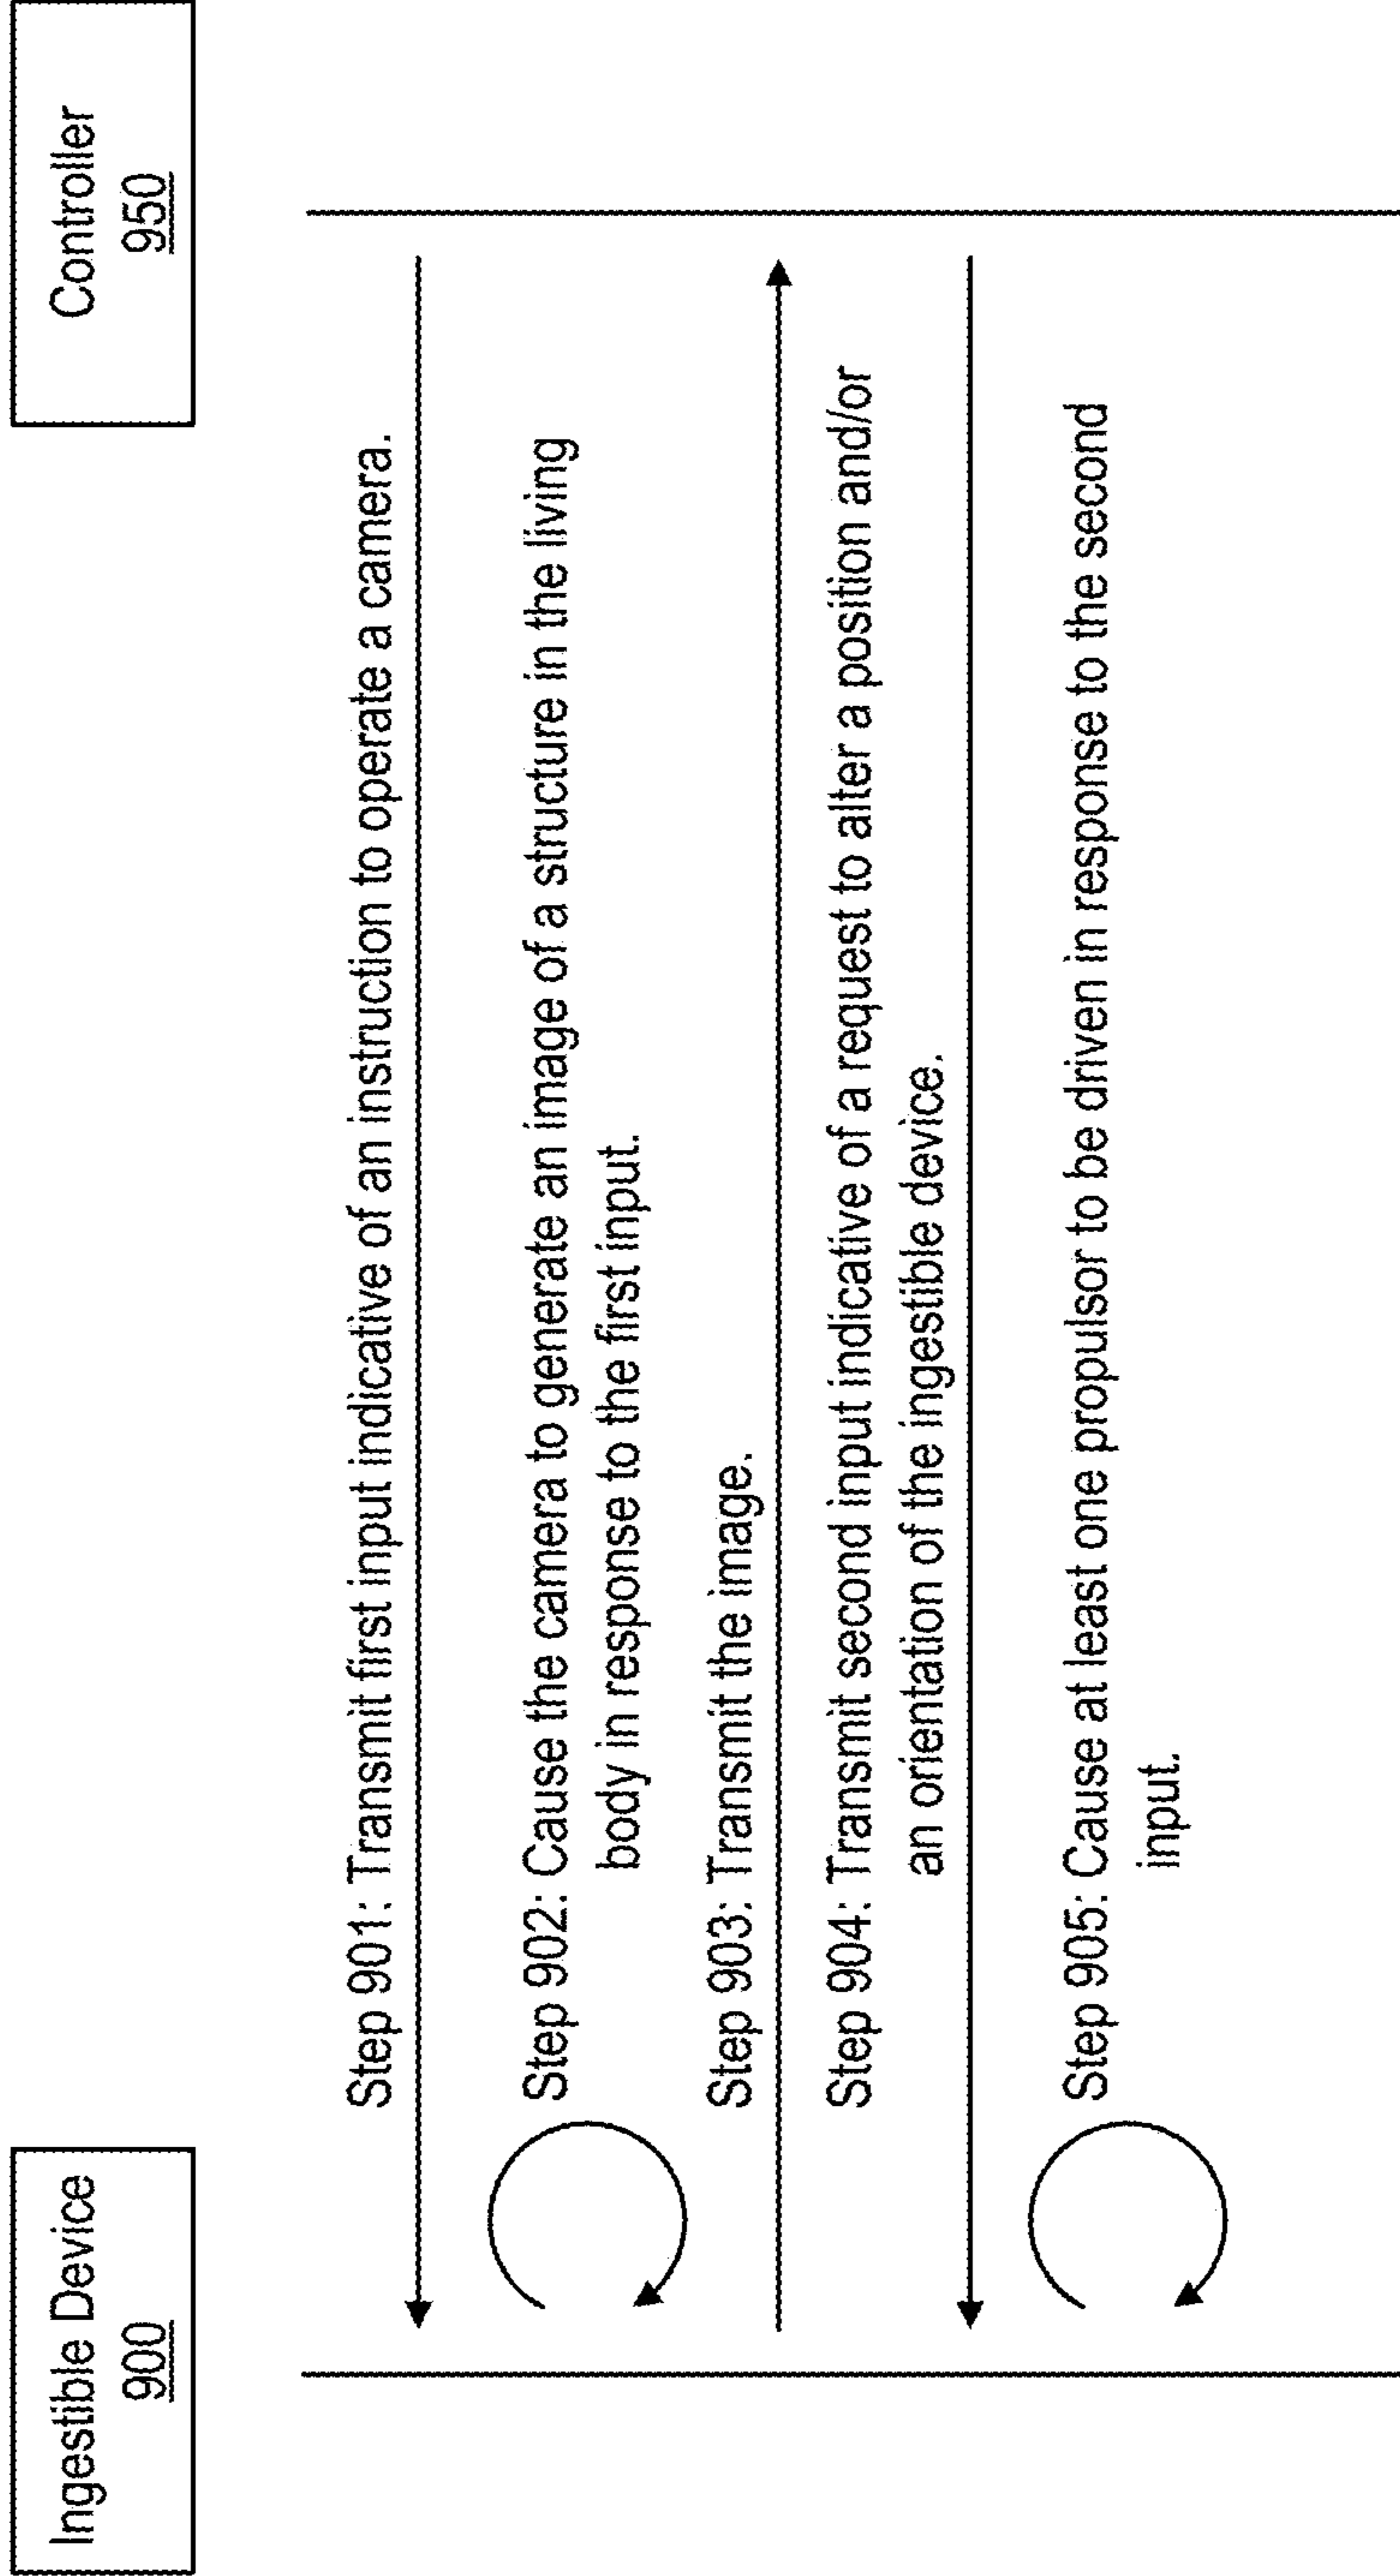 Ingestible Device
900
Controller
950
Step 901: Transmit first input indicative of an instruction to operate a camera.
Step 902: Cause the camera to generate an image of a structure in the living
body in response to the first input.
Step 903: Transmit the image.
Step 904: Transmit second input indicative of a request to alter a position and/or
an orientation of the ingestible device.
Step 905: Cause at least one propulsor to be driven in response to the second
input.